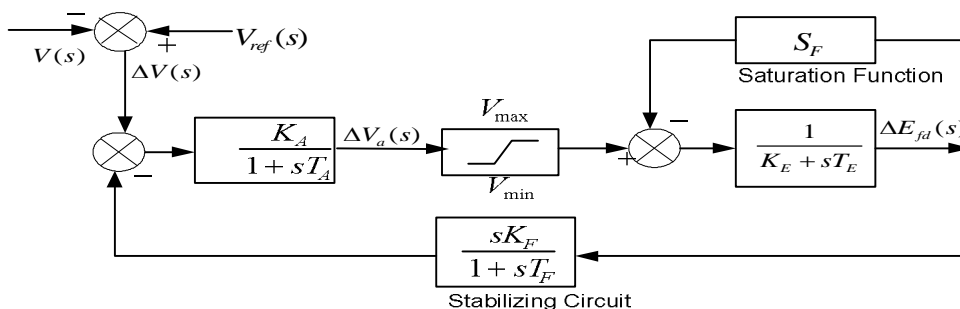 −
V(s)
+
V_ref(s)
ΔV(s)
−
K_A
1 + sT_A
ΔV_a(s)
V_max
V_min
+
−
S_F
Saturation Function
1
K_E + sT_E
ΔE_fd(s)
sK_F
1 + sT_F
Stabilizing Circuit